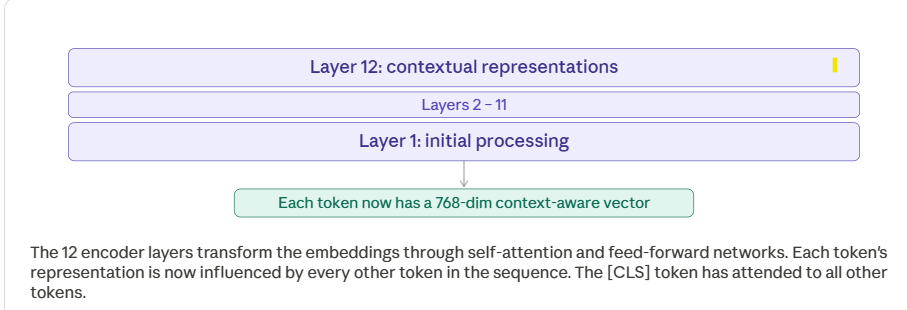 Layer 12: contextual representations
Layers 2 – 11
Layer 1: initial processing
Each token now has a 768-dim context-aware vector
The 12 encoder layers transform the embeddings through self-attention and feed-forward networks. Each token's
representation is now influenced by every other token in the sequence. The [CLS] token has attended to all other
tokens.